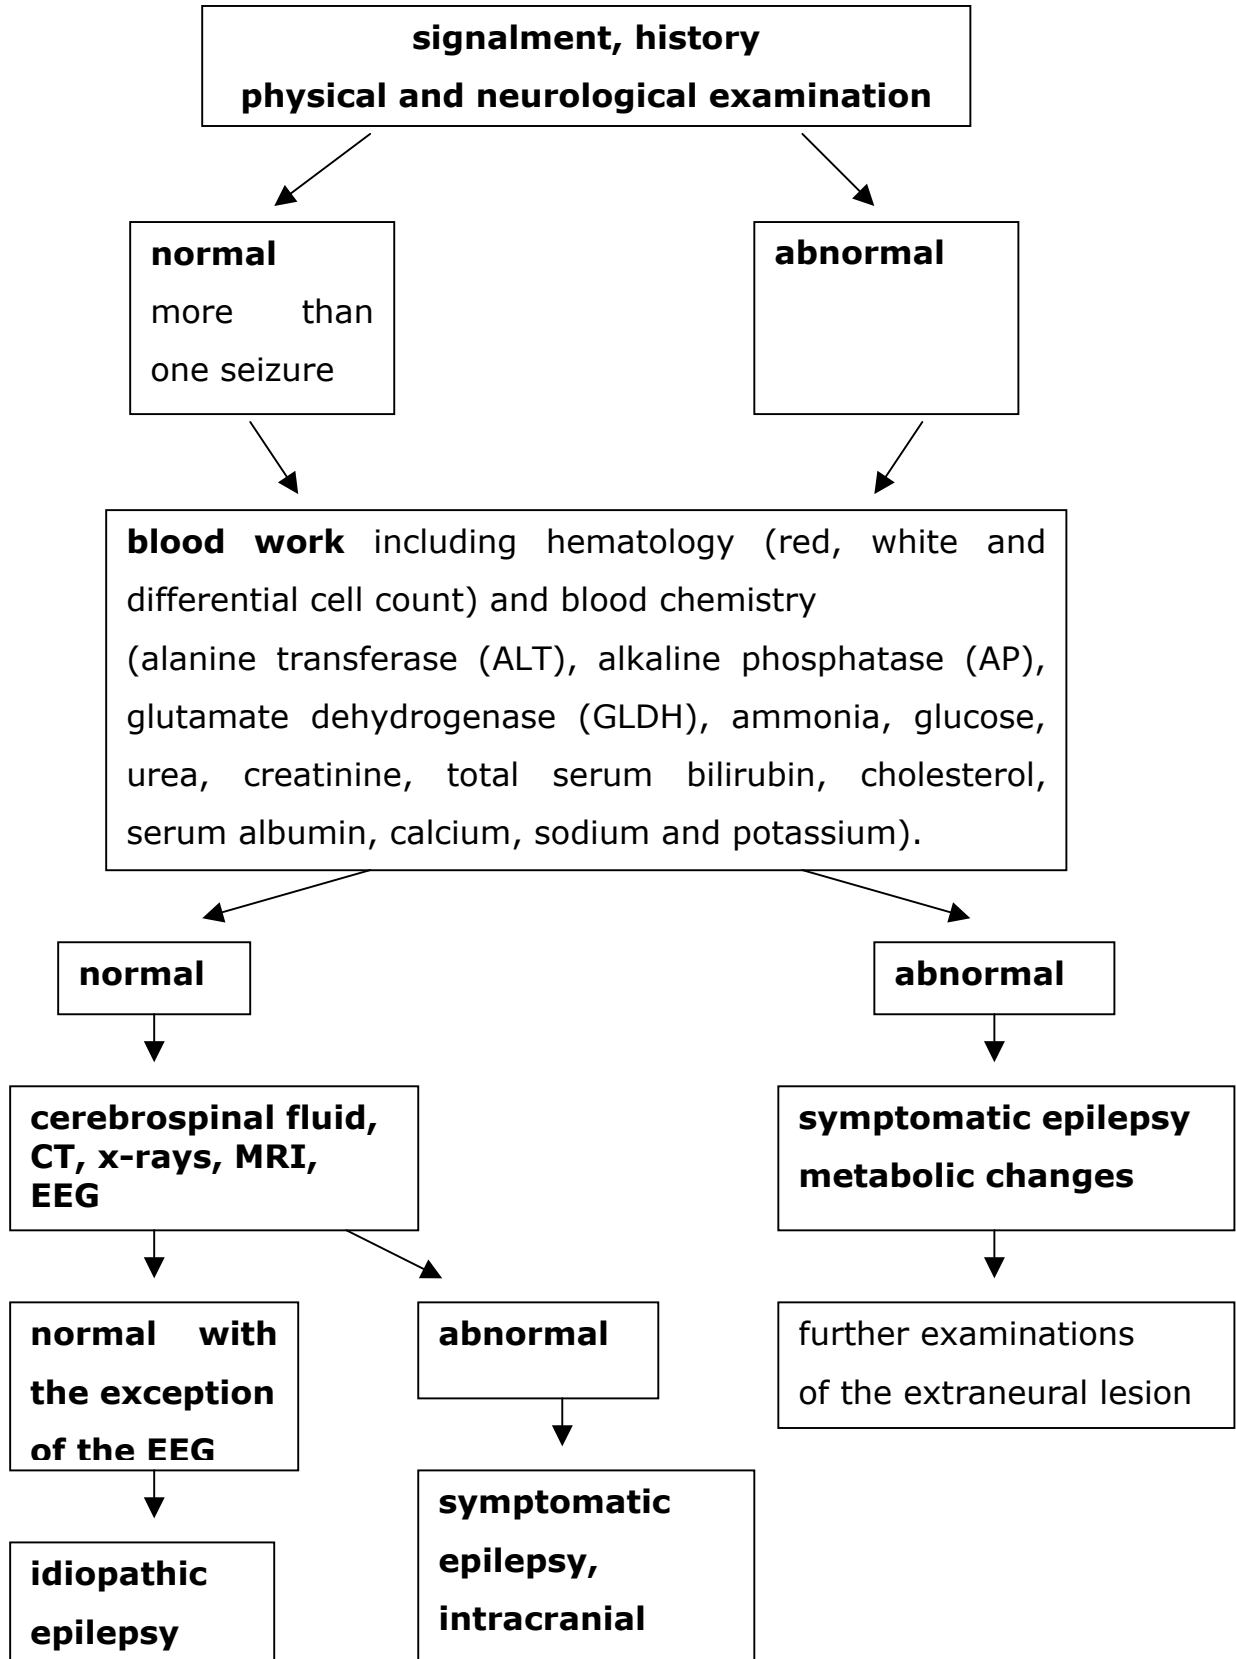 signalment, history
physical and neurological examination
normal
more than
one seizure
abnormal
blood work including hematology (red, white and
differential cell count) and blood chemistry
(alanine transferase (ALT), alkaline phosphatase (AP),
glutamate dehydrogenase (GLDH), ammonia, glucose,
urea, creatinine, total serum bilirubin, cholesterol,
serum albumin, calcium, sodium and potassium).
normal
abnormal
cerebrospinal fluid,
CT, x-rays, MRI,
EEG
symptomatic epilepsy
metabolic changes
normal with
the exception
of the EEG
abnormal
further examinations
of the extraneural lesion
idiopathic
epilepsy
symptomatic
epilepsy,
intracranial